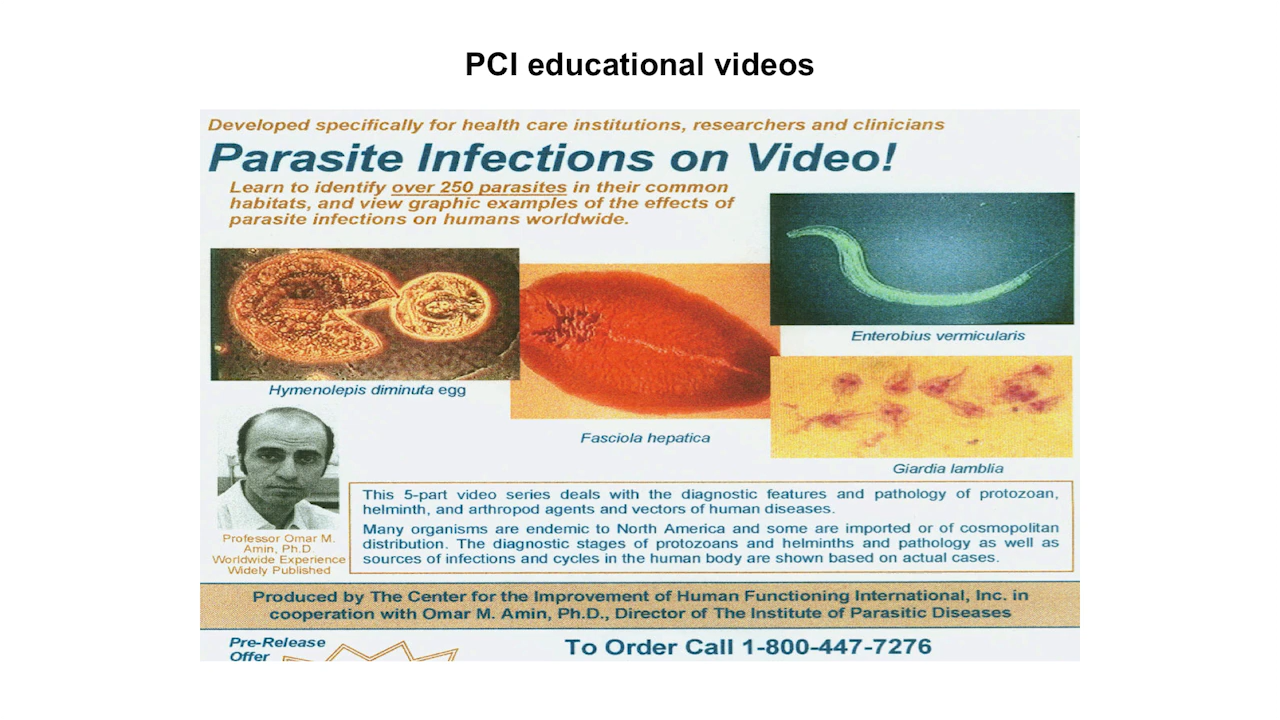 PCI educational videos
Developed specifically for health care institutions, researchers and clinicians
Parasite Infections on Video!
Learn to identify over 250 parasites in their common
habitats, and view graphic examples of the effects of
parasite infections on humans worldwide.
Enterobius vermicularis
Hymenolepis diminuta egg
Fasciola hepatica
Giardia lamblia
Professor Omar M.
Amin, Ph.D.
Worldwide Experience
Widely Published
This 5-part video series deals with the diagnostic features and pathology of protozoan,
helminth, and arthropod agents and vectors of human diseases.
Many organisms are endemic to North America and some are imported or of cosmopolitan
distribution. The diagnostic stages of protozoans and helminths and pathology as well as
sources of infections and cycles in the human body are shown based on actual cases.
Produced by The Center for the Improvement of Human Functioning International, Inc. in
cooperation with Omar M. Amin, Ph.D., Director of The Institute of Parasitic Diseases
Pre-Release
Offer
To Order Call 1-800-447-7276